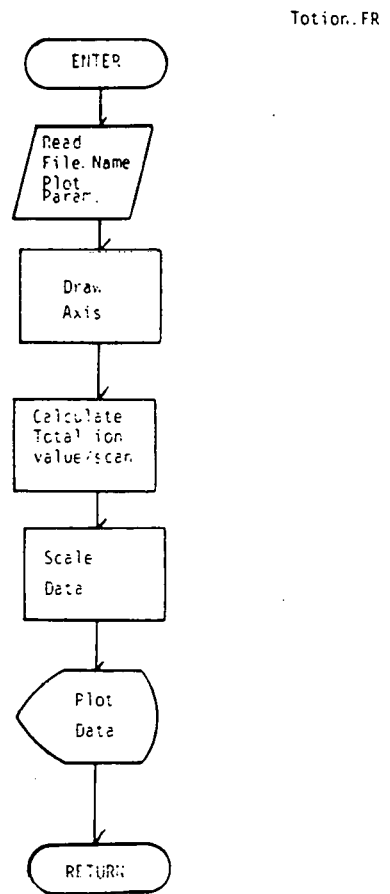 Totion.FR
ENTER
Read
File.Name
Plot
Param.
Draw
Axis
Calculate
Total ion
value/scan
Scale
Data
Plot
Data
RETURN